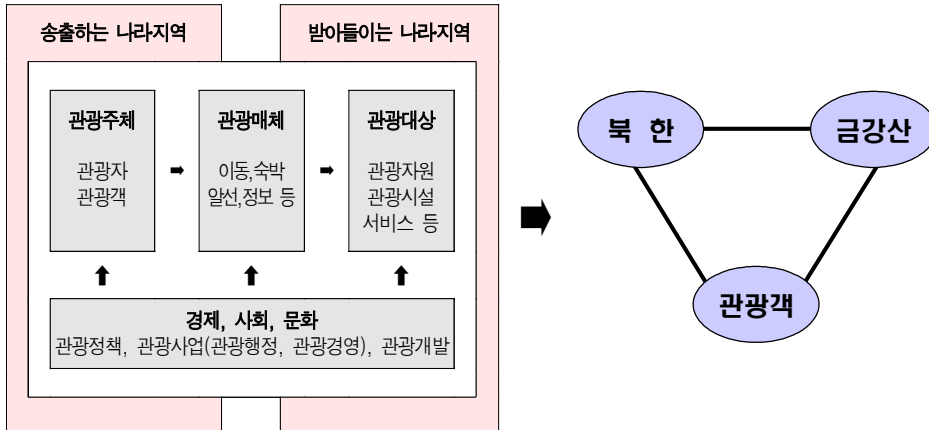 송출하는 나라·지역
받아들이는 나라·지역
관광주체
관광자
관광객
관광매체
이동,숙박
알선,정보 등
관광대상
관광자원
관광시설
서비스 등
경제, 사회, 문화
관광정책, 관광사업(관광행정, 관광경영), 관광개발
북 한
금강산
관광객